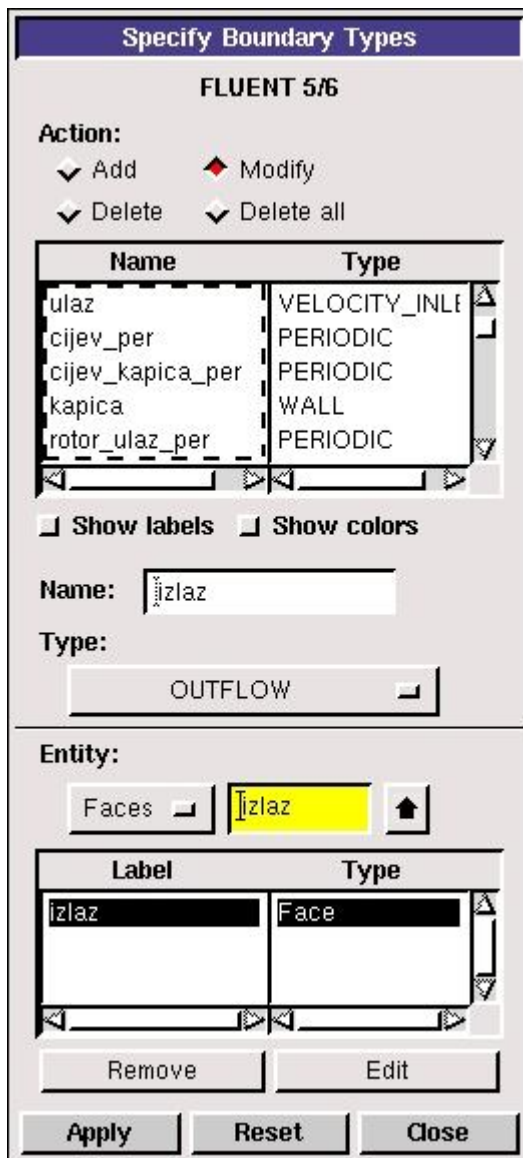 Specify Boundary Types
FLUENT 5/6
Action:
Add Modify
Delete Delete all
Name Type
ulaz VELOCITY_INLE
cijev_per PERIODIC
cijev_kapica_per PERIODIC
kapica WALL
rotor_ulaz_per PERIODIC
Show labels Show colors
Name: izlaz
Type:
OUTFLOW
Entity:
Faces izlaz
Label Type
izlaz Face
Remove Edit
Apply Reset Close